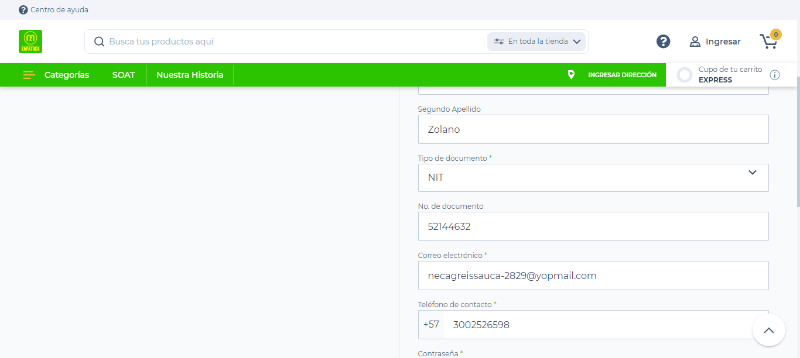 Centro de ayuda
Busca tus productos aquí
En toda la tienda
Ingresar
0
Categorías
SOAT
Nuestra Historia
INGRESAR DIRECCIÓN
Cupo de tu carrito
EXPRESS
Segundo Apellido
Zolano
Tipo de documento *
NIT
No. de documento
52144632
Correo electrónico *
necagreissauca-2829@yopmail.com
Teléfono de contacto *
+57 3002526598
Contraseña *